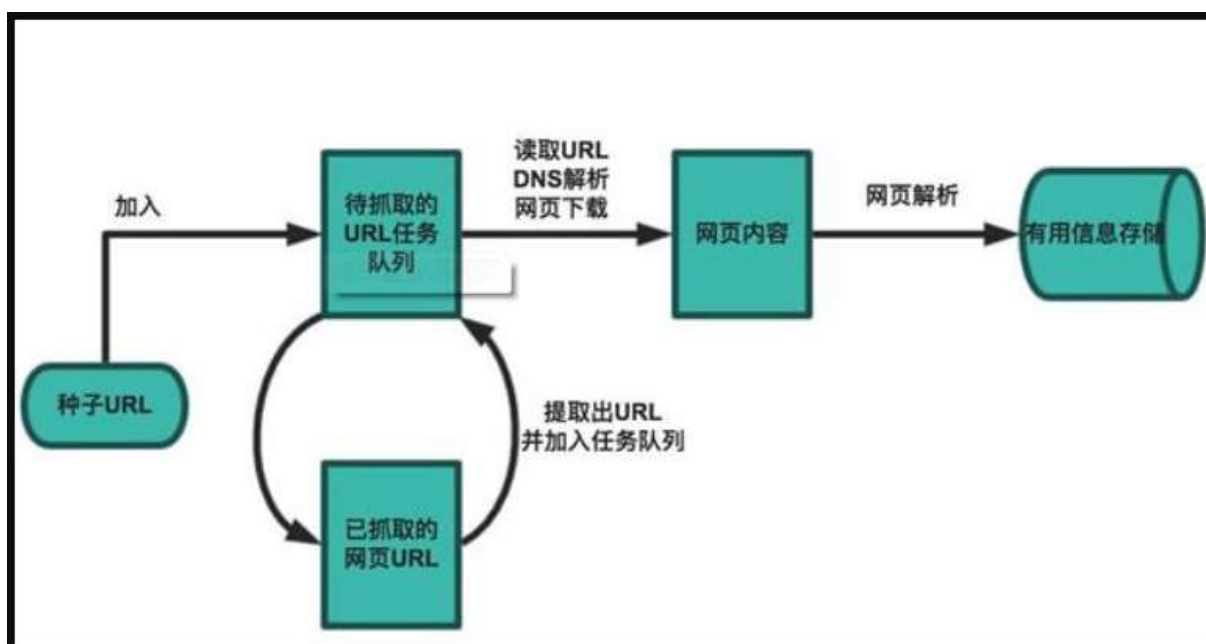 加入
种子URL
待抓取的
URL任务
队列
读取URL
DNS解析
网页下载
网页内容
网页解析
有用信息存储
提取出URL
并加入任务队列
已抓取的
网页URL